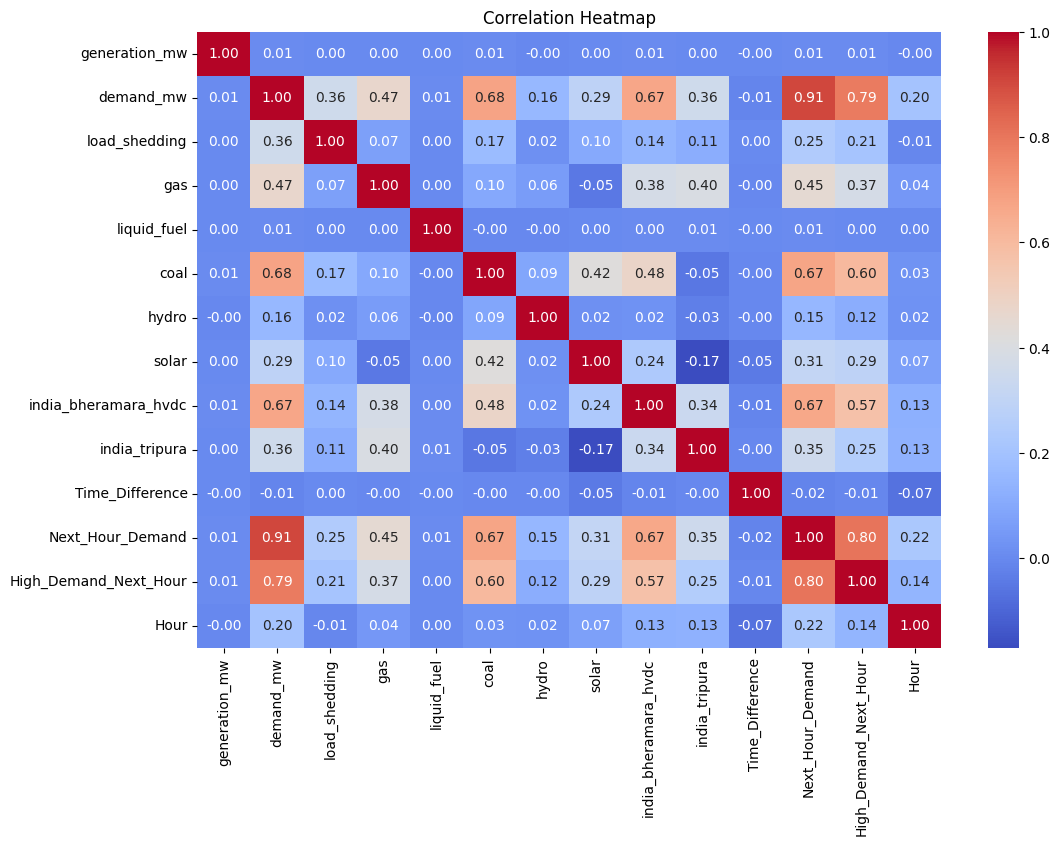 Correlation Heatmap
generation_mw 1.00 0.01 0.00 0.00 0.00 0.01 -0.00 0.00 0.01 0.00 -0.00 0.01 0.01 -0.00
demand_mw 0.01 1.00 0.36 0.47 0.01 0.68 0.16 0.29 0.67 0.36 -0.01 0.91 0.79 0.20
load_shedding 0.00 0.36 1.00 0.07 0.00 0.17 0.02 0.10 0.14 0.11 0.00 0.25 0.21 -0.01
gas 0.00 0.47 0.07 1.00 0.00 0.10 0.06 -0.05 0.38 0.40 -0.00 0.45 0.37 0.04
liquid_fuel 0.00 0.01 0.00 0.00 1.00 -0.00 -0.00 0.00 0.00 0.01 -0.00 0.01 0.00 0.00
coal 0.01 0.68 0.17 0.10 -0.00 1.00 0.09 0.42 0.48 -0.05 -0.00 0.67 0.60 0.03
hydro -0.00 0.16 0.02 0.06 -0.00 0.09 1.00 0.02 0.02 -0.03 -0.00 0.15 0.12 0.02
solar 0.00 0.29 0.10 -0.05 0.00 0.42 0.02 1.00 0.24 -0.17 -0.05 0.31 0.29 0.07
india_bheramara_hvdc 0.01 0.67 0.14 0.38 0.00 0.48 0.02 0.24 1.00 0.34 -0.01 0.67 0.57 0.13
india_tripura 0.00 0.36 0.11 0.40 0.01 -0.05 -0.03 -0.17 0.34 1.00 -0.00 0.35 0.25 0.13
Time_Difference -0.00 -0.01 0.00 -0.00 -0.00 -0.00 -0.00 -0.05 -0.01 -0.00 1.00 -0.02 -0.01 -0.07
Next_Hour_Demand 0.01 0.91 0.25 0.45 0.01 0.67 0.15 0.31 0.67 0.35 -0.02 1.00 0.80 0.22
High_Demand_Next_Hour 0.01 0.79 0.21 0.37 0.00 0.60 0.12 0.29 0.57 0.25 -0.01 0.80 1.00 0.14
Hour -0.00 0.20 -0.01 0.04 0.00 0.03 0.02 0.07 0.13 0.13 -0.07 0.22 0.14 1.00
generation_mw
demand_mw
load_shedding
gas
liquid_fuel
coal
hydro
solar
india_bheramara_hvdc
india_tripura
Time_Difference
Next_Hour_Demand
High_Demand_Next_Hour
Hour
1.0
0.8
0.6
0.4
0.2
0.0